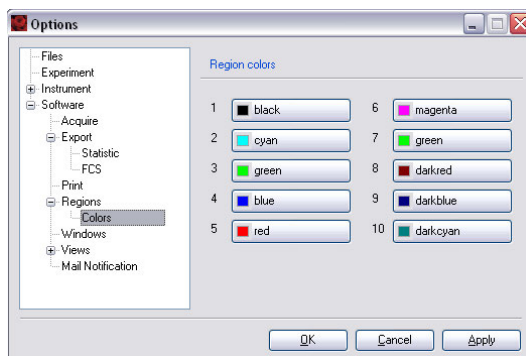 Options
Files
Experiment
Instrument
Software
Acquire
Export
Statistic
FCS
Print
Regions
Colors
Windows
Views
Mail Notification
Region colors
1 black
2 cyan
3 green
4 blue
5 red
6 magenta
7 green
8 darkred
9 darkblue
10 darkcyan
OK Cancel Apply